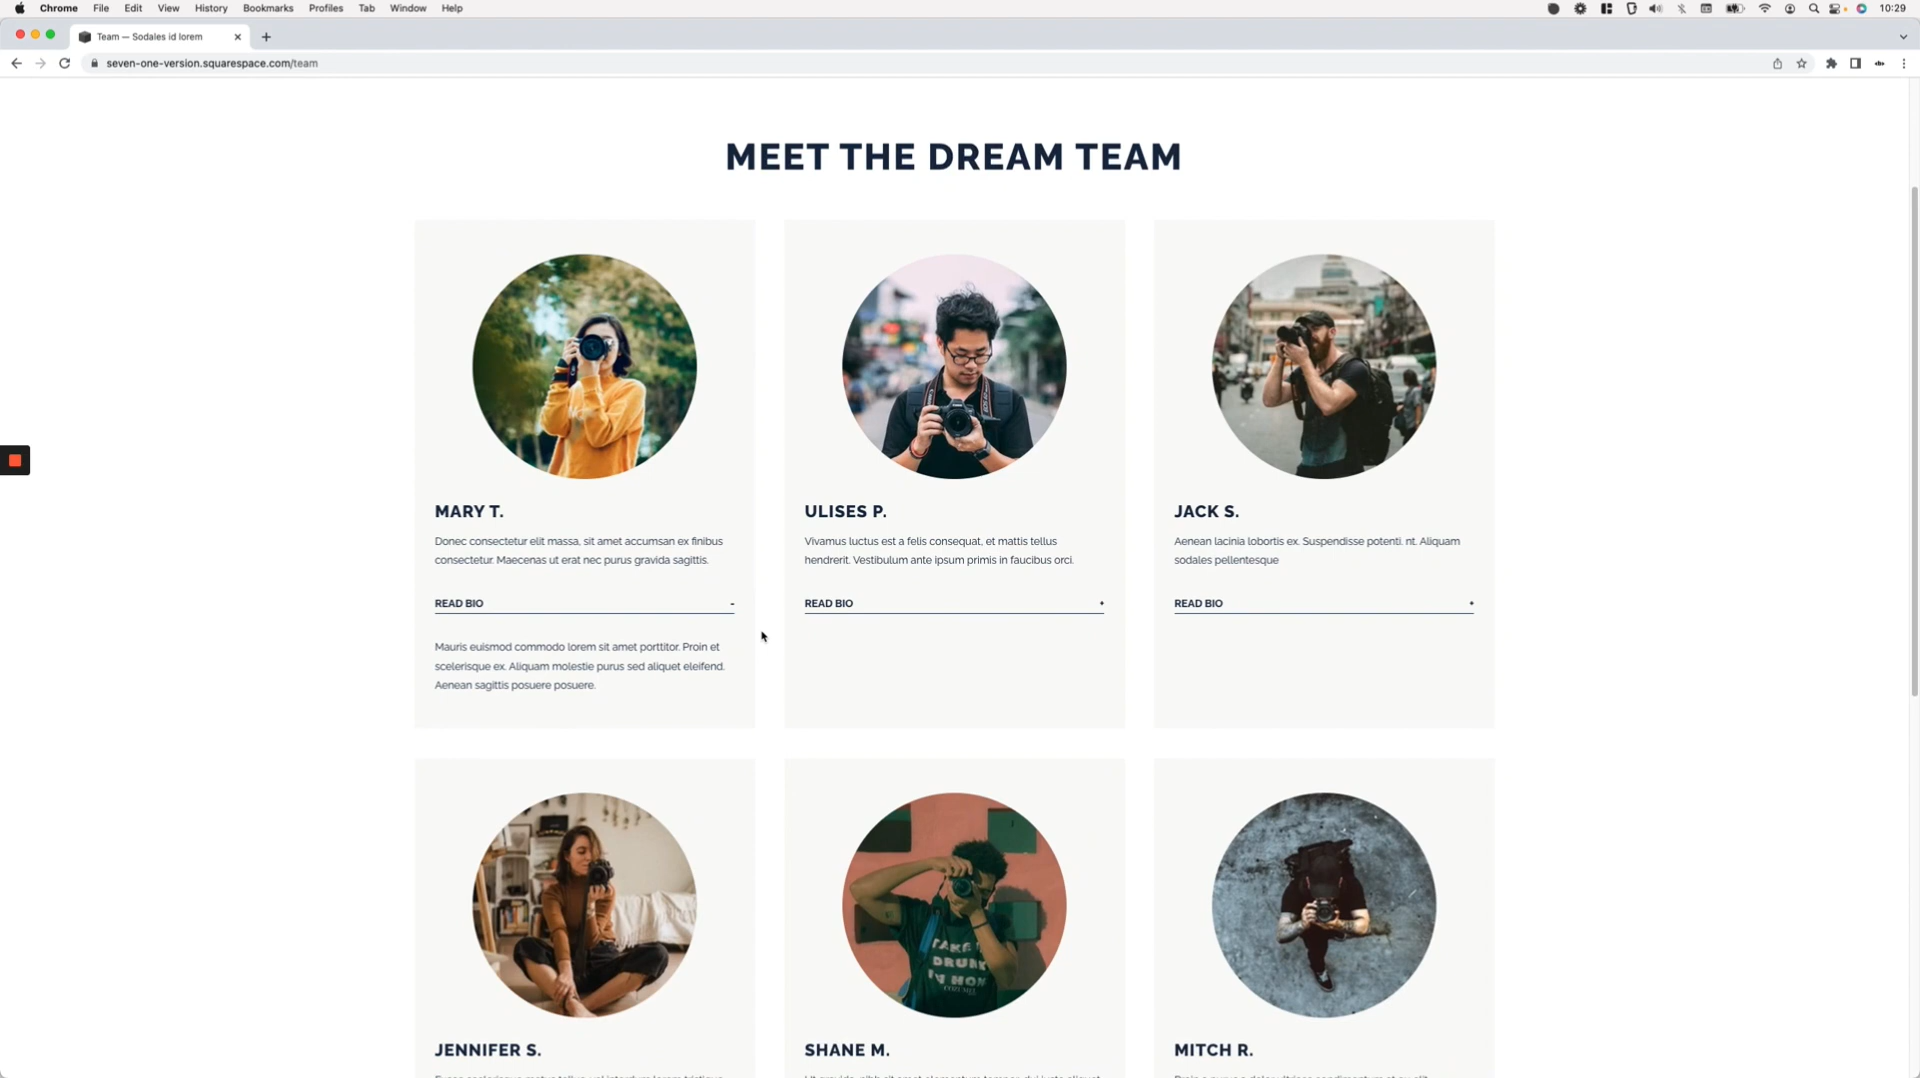 Chrome File Edit View History Bookmarks Profiles Tab Window Help 10:29
Team — Sodales id lorem
seven-one-version.squarespace.com/team
MEET THE DREAM TEAM
MARY T.
Donec consectetur elit massa, sit amet accumsan ex finibus
consectetur. Maecenas ut erat nec purus gravida sagittis.
READ BIO -
Mauris euismod commodo lorem sit amet porttitor. Proin et
scelerisque ex. Aliquam molestie purus sed aliquet eleifend.
Aenean sagittis posuere posuere.
ULISES P.
Vivamus luctus est a felis consequat, et mattis tellus
hendrerit. Vestibulum ante ipsum primis in faucibus orci.
READ BIO +
JACK S.
Aenean lacinia lobortis ex. Suspendisse potenti. nt. Aliquam
sodales pellentesque
READ BIO +
TAKE
DRUNK
HOM
JENNIFER S.
SHANE M.
MITCH R.